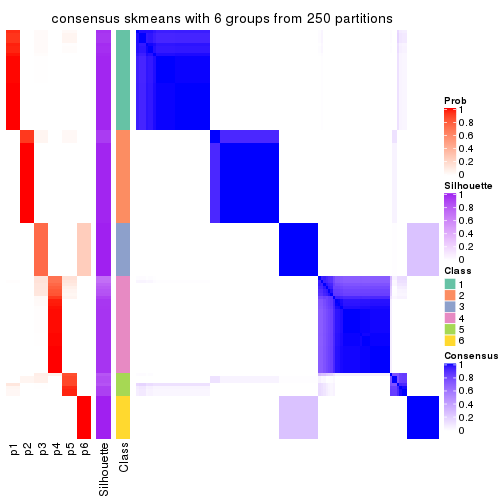 consensus skmeans with 6 groups from 250 partitions
Prob
1
0.8
0.6
0.4
0.2
0
Silhouette
1
0.8
0.6
0.4
0.2
0
Class
1
2
3
4
5
6
Consensus
1
0.8
0.6
0.4
0.2
0
p1
p2
p3
p4
p5
p6
Silhouette
Class